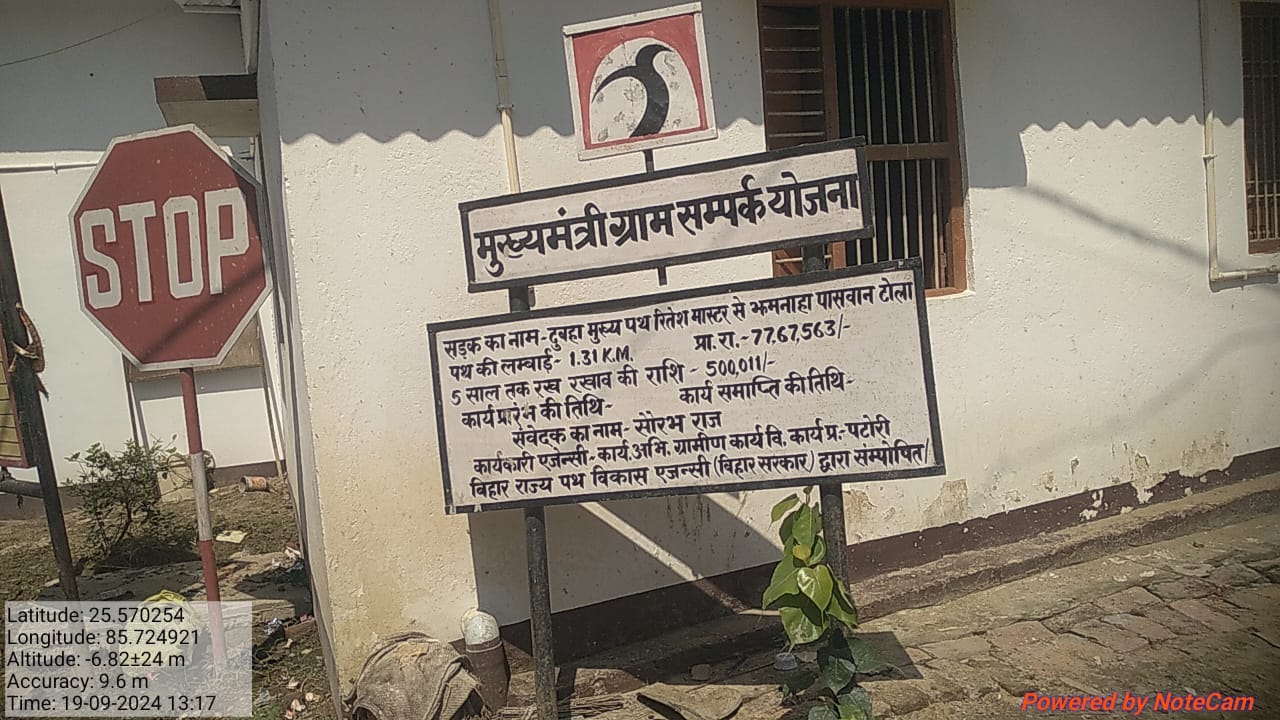 STOP
मुख्यमंत्री ग्राम सम्पर्क योजना
सड़क का नाम- दुबहा मुख्य पथ रितेश मास्टर से झमनाहा पासवान टोला
पथ की लम्बाई- 1.31 K.M. प्रा.रा.- 77,67,563/-
5 साल तक रख रखाव की राशि - 500,011/-
कार्य प्रारंभ की तिथि- कार्य समाप्ति की तिथि-
संवेदक का नाम- सौरभ राज
कार्यकारी एजेन्सी- कार्य. अभि. ग्रामीण कार्य वि. कार्य प्र.- पटोरी
बिहार राज्य पथ विकास एजन्सी (बिहार सरकार) द्वारा संम्पोषित/
Latitude: 25.570254
Longitude: 85.724921
Altitude: -6.82±24 m
Accuracy: 9.6 m
Time: 19-09-2024 13:17
Powered by NoteCam